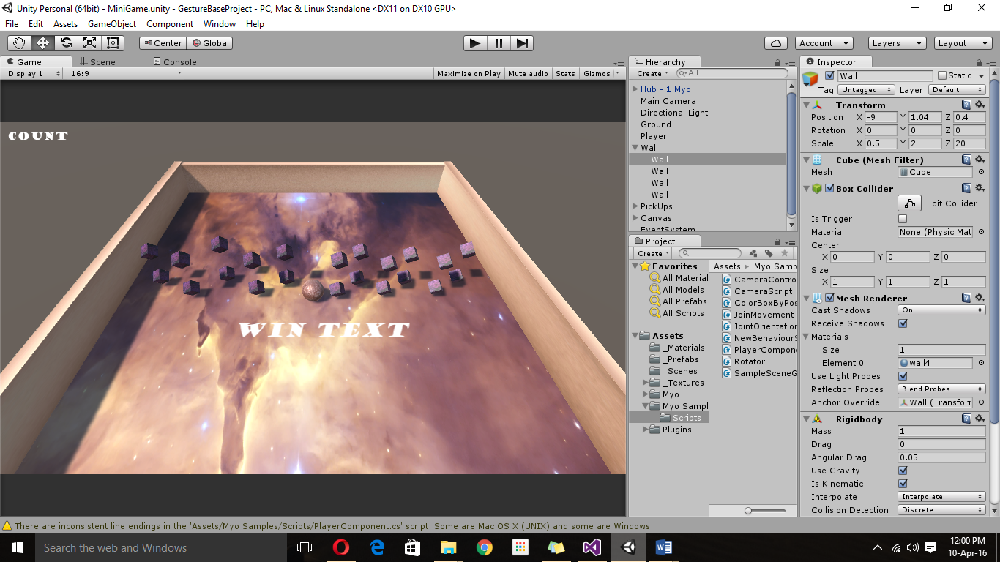 Unity Personal (64bit) - MiniGame.unity - GestureBaseProject - PC, Mac & Linux Standalone <DX11 on DX10 GPU>
File Edit Assets GameObject Component Window Help
Center Global Account Layers Layout
Game Scene Console
Display 1 16:9 Maximize on Play Mute audio Stats Gizmos
COUNT
WIN TEXT
Hierarchy
Create All
Hub - 1 Myo
Main Camera
Directional Light
Ground
Player
Wall
Wall
Wall
Wall
Wall
PickUps
Canvas
EventSystem
Project
Create
Favorites
All Material
All Models
All Prefabs
All Scripts
Assets
_Materials
_Prefabs
_Scenes
_Textures
Myo
Myo Sampl
Scripts
Plugins
Assets Myo Samp
CameraContro
CameraScript
ColorBoxByPos
JoinMovement
JointOrientation
NewBehaviourS
PlayerCompone
Rotator
SampleSceneG
Inspector
Wall Static
Tag Untagged Layer Default
Transform
Position X -9 Y 1.04 Z 0.4
Rotation X 0 Y 0 Z 0
Scale X 0.5 Y 2 Z 20
Cube (Mesh Filter)
Mesh Cube
Box Collider
Edit Collider
Is Trigger
Material None (Physic Mat
Center
X 0 Y 0 Z 0
Size
X 1 Y 1 Z 1
Mesh Renderer
Cast Shadows On
Receive Shadows
Materials
Size 1
Element 0 wall4
Use Light Probes
Reflection Probes Blend Probes
Anchor Override Wall (Transform
Rigidbody
Mass 1
Drag 0
Angular Drag 0.05
Use Gravity
Is Kinematic
Interpolate Interpolate
Collision Detection Discrete
There are inconsistent line endings in the 'Assets/Myo Samples/Scripts/PlayerComponent.cs' script. Some are Mac OS X (UNIX) and some are Windows.
Search the web and Windows
12:00 PM
10-Apr-16